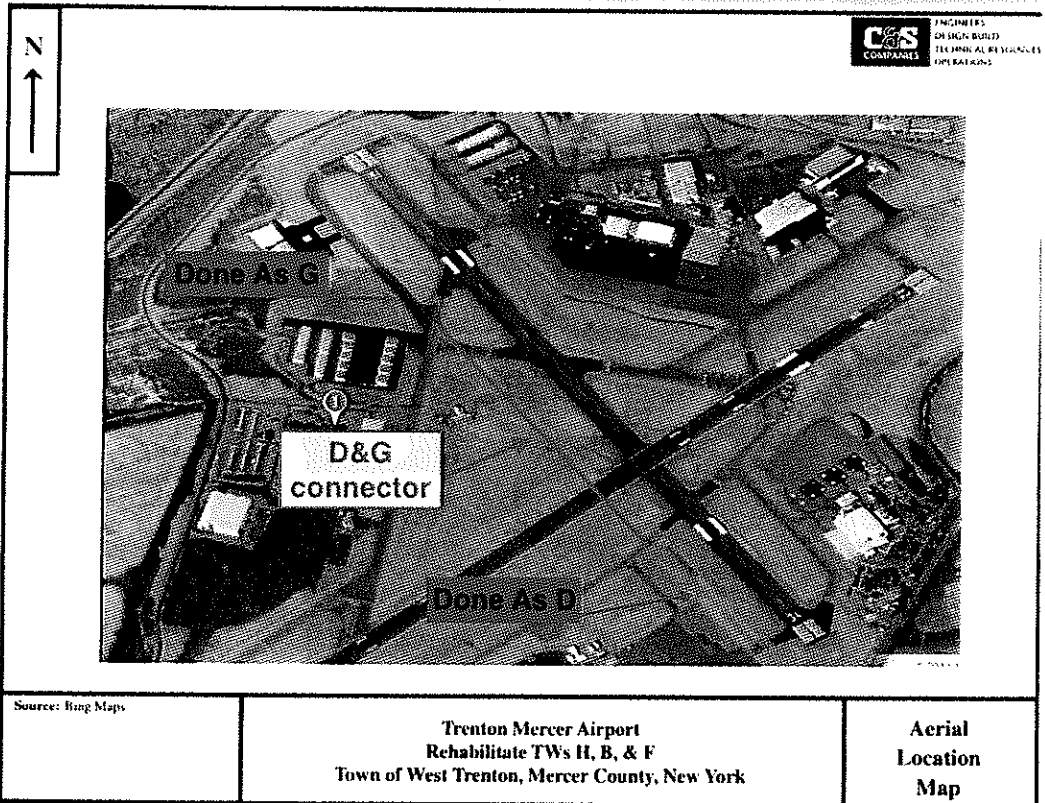 N
C&S
COMPANIES
ENGINEERS
DESIGN BUILD
TECHNICAL RESOURCES
OPERATIONS
Done As G
D&G
connector
Done As D
Source: Bing Maps
Trenton Mercer Airport
Rehabilitate TWs H, B, & F
Town of West Trenton, Mercer County, New York
Aerial
Location
Map